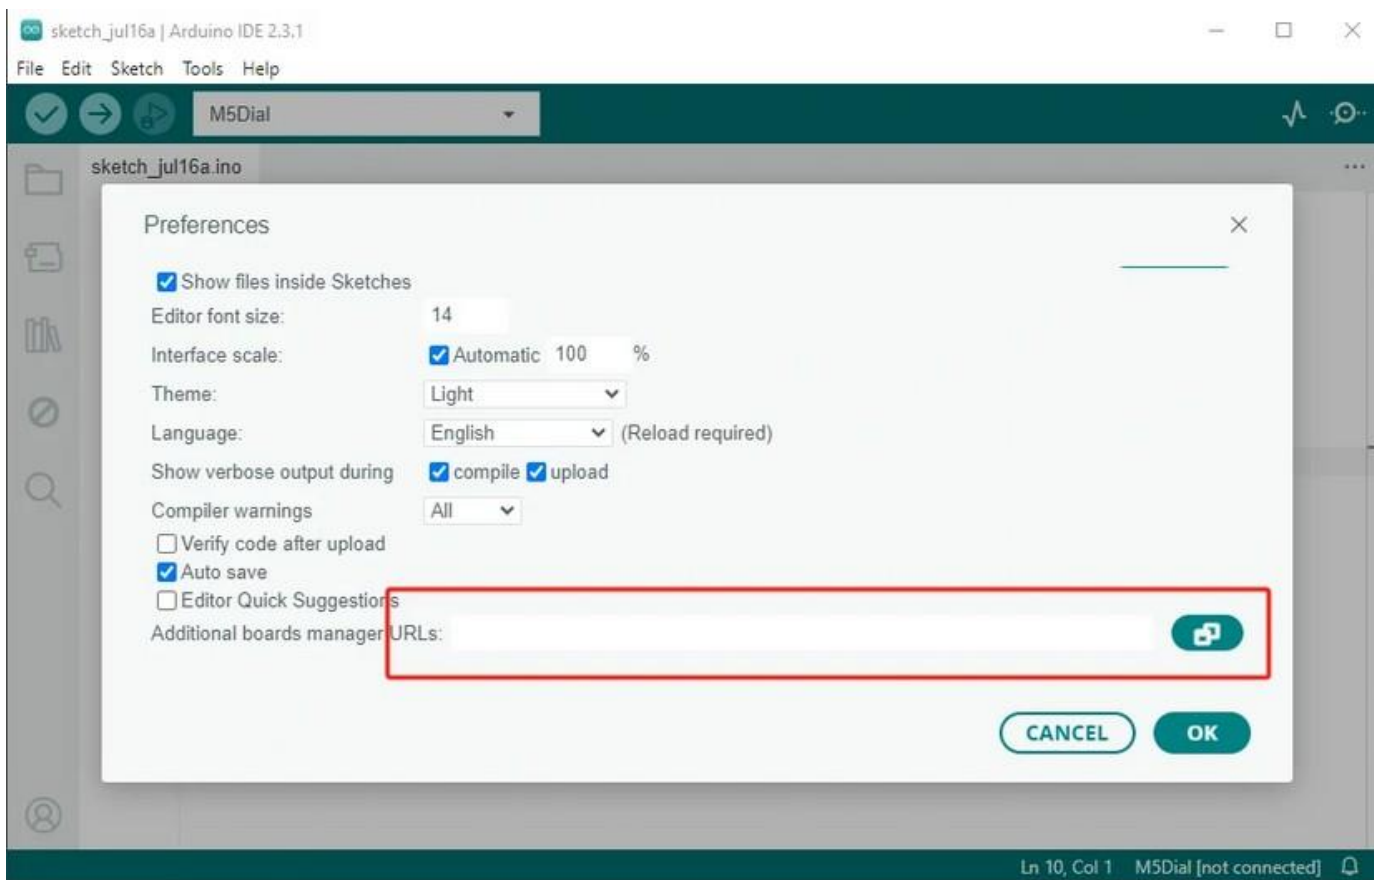 sketch_jul16a | Arduino IDE 2.3.1
File Edit Sketch Tools Help
M5Dial
sketch_jul16a.ino
Preferences
Show files inside Sketches
Editor font size: 14
Interface scale: Automatic 100 %
Theme: Light
Language: English (Reload required)
Show verbose output during compile upload
Compiler warnings All
Verify code after upload
Auto save
Editor Quick Suggestions
Additional boards manager URLs:
CANCEL OK
Ln 10, Col 1 M5Dial [not connected]